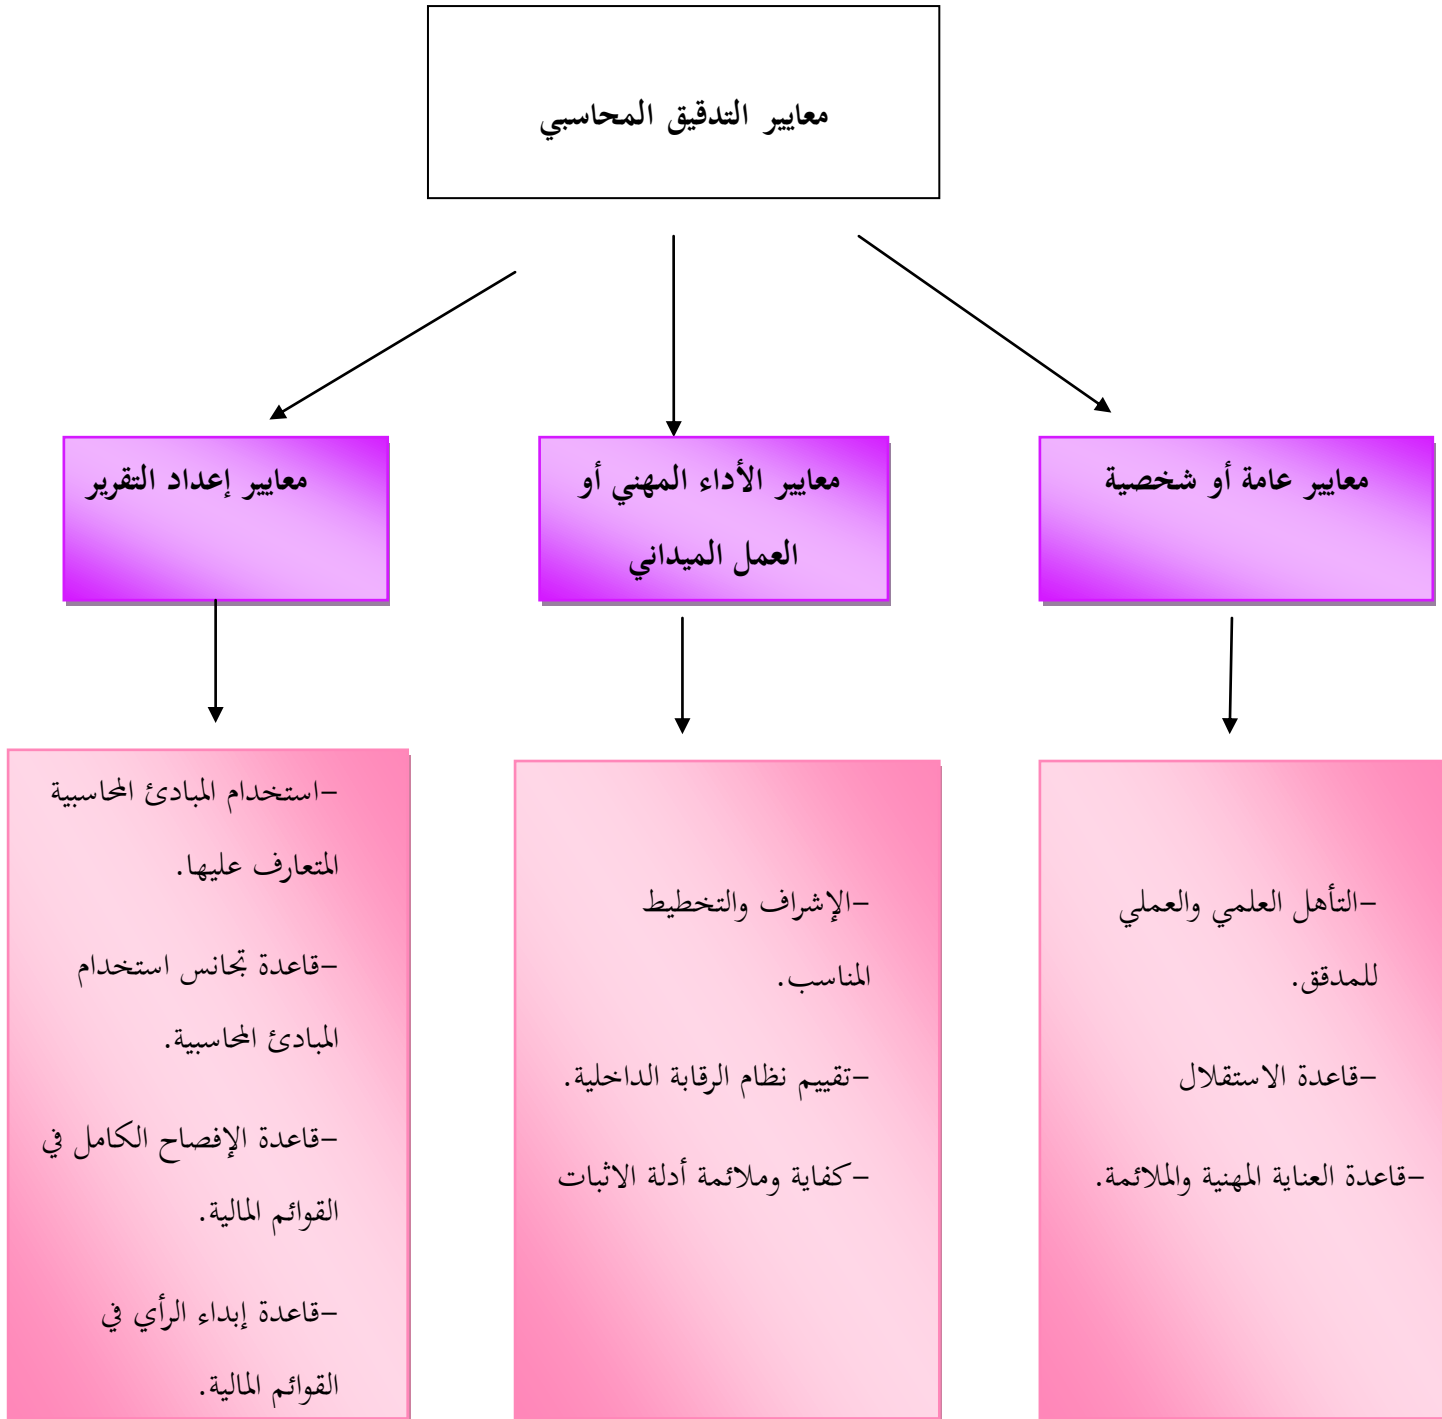 معايير التدقيق المحاسبي
معايير عامة أو شخصية
معايير الأداء المهني أو
العمل الميداني
معايير إعداد التقرير
-التأهل العلمي والعملي
للمدقق.
-قاعدة الاستقلال
-قاعدة العناية المهنية والملائمة.
-الإشراف والتخطيط
المناسب.
-تقييم نظام الرقابة الداخلية.
-كفاية وملائمة أدلة الاثبات
-استخدام المبادئ المحاسبية
المتعارف عليها.
-قاعدة تجانس استخدام
المبادئ المحاسبية.
-قاعدة الإفصاح الكامل في
القوائم المالية.
-قاعدة إبداء الرأي في
القوائم المالية.